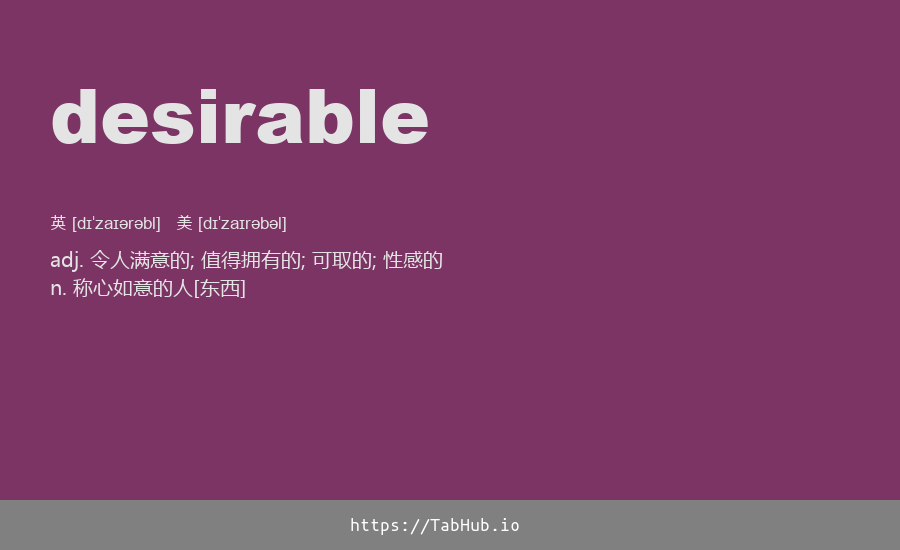 desirable
英 [dɪˈzaɪərəbl] 美 [dɪˈzaɪrəbəl]
adj. 令人满意的; 值得拥有的; 可取的; 性感的
n. 称心如意的人[东西]
https://TabHub.io